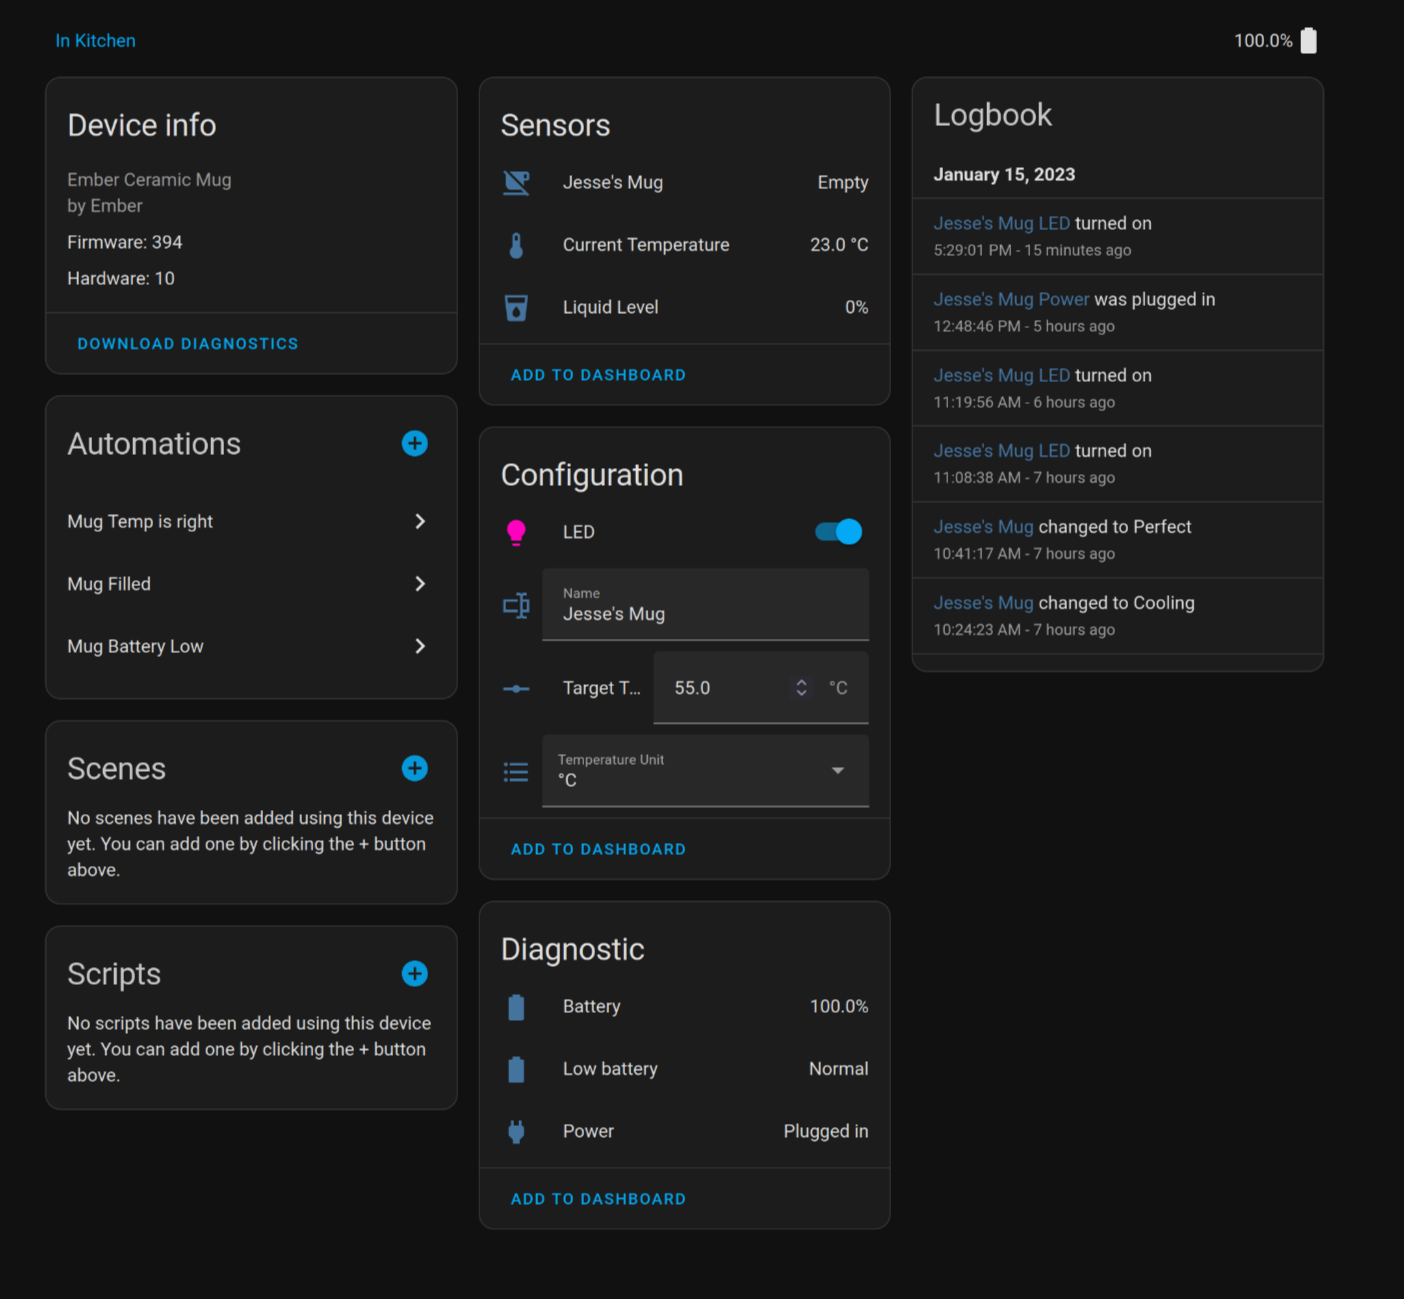 In Kitchen
100.0%
Device info
Ember Ceramic Mug
by Ember
Firmware: 394
Hardware: 10
DOWNLOAD DIAGNOSTICS
Automations
Mug Temp is right
Mug Filled
Mug Battery Low
Scenes
No scenes have been added using this device
yet. You can add one by clicking the + button
above.
Scripts
No scripts have been added using this device
yet. You can add one by clicking the + button
above.
Sensors
Jesse's Mug Empty
Current Temperature 23.0 °C
Liquid Level 0%
ADD TO DASHBOARD
Configuration
LED
Name
Jesse's Mug
Target T... 55.0 °C
Temperature Unit
°C
ADD TO DASHBOARD
Diagnostic
Battery 100.0%
Low battery Normal
Power Plugged in
ADD TO DASHBOARD
Logbook
January 15, 2023
Jesse's Mug LED turned on
5:29:01 PM - 15 minutes ago
Jesse's Mug Power was plugged in
12:48:46 PM - 5 hours ago
Jesse's Mug LED turned on
11:19:56 AM - 6 hours ago
Jesse's Mug LED turned on
11:08:38 AM - 7 hours ago
Jesse's Mug changed to Perfect
10:41:17 AM - 7 hours ago
Jesse's Mug changed to Cooling
10:24:23 AM - 7 hours ago